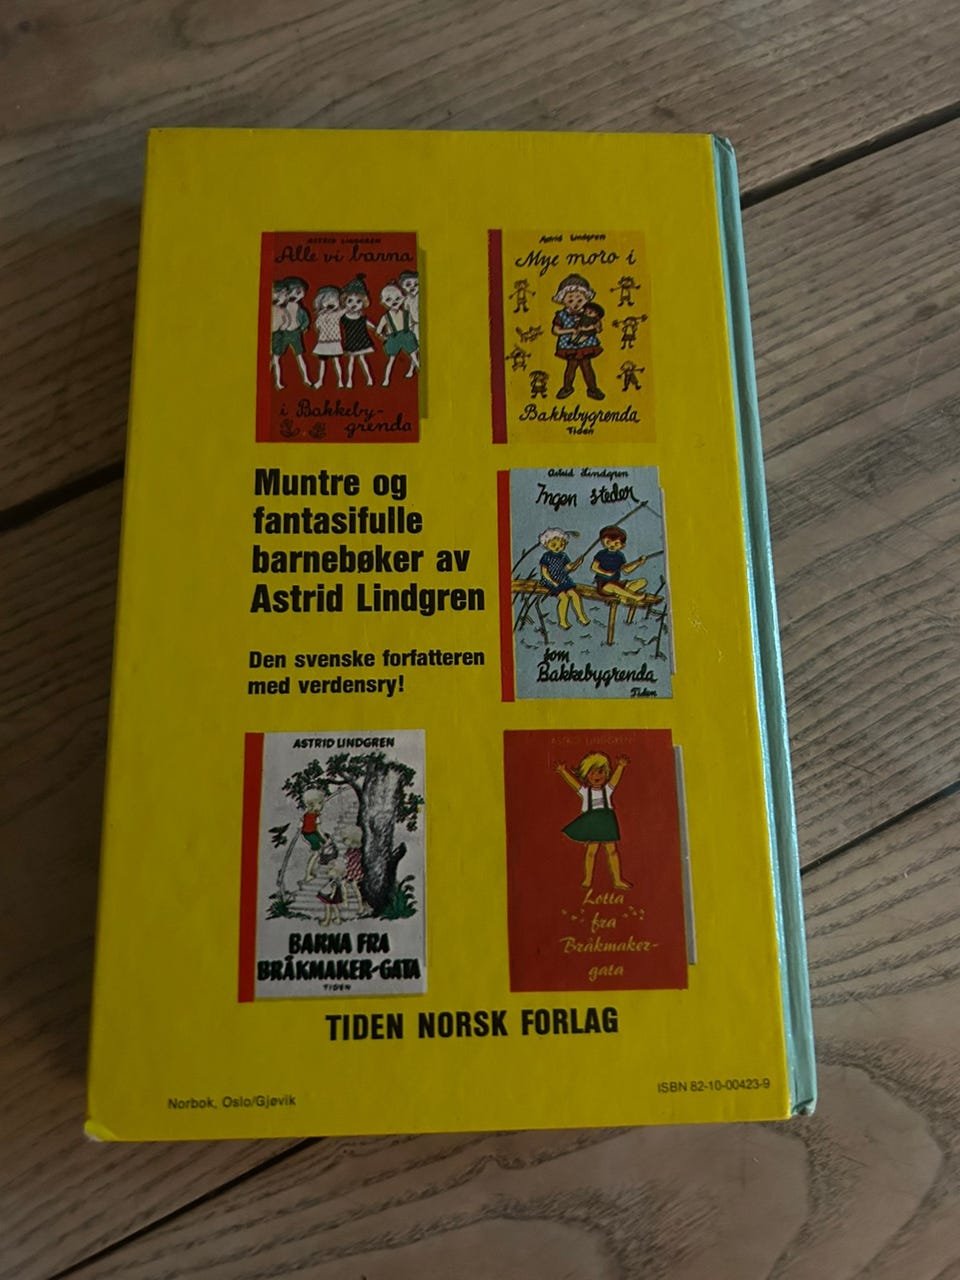 ASTRID LINDGREN
Alle vi barna
i Bakkeby-
grenda
Astrid Lindgren
Mye moro i
Bakkebygrenda
Tiden
Muntre og
fantasifulle
barnebøker av
Astrid Lindgren
Den svenske forfatteren
med verdensry!
Astrid Lindgren
Ingen steder
som
Bakkebygrenda
Tiden
ASTRID LINDGREN
BARNA FRA
BRÅKMAKER-GATA
TIDEN
ASTRID LINDGREN
Lotta
fra
Bråkmaker-
gata
TIDEN NORSK FORLAG
Norbok, Oslo/Gjøvik
ISBN 82-10-00423-9